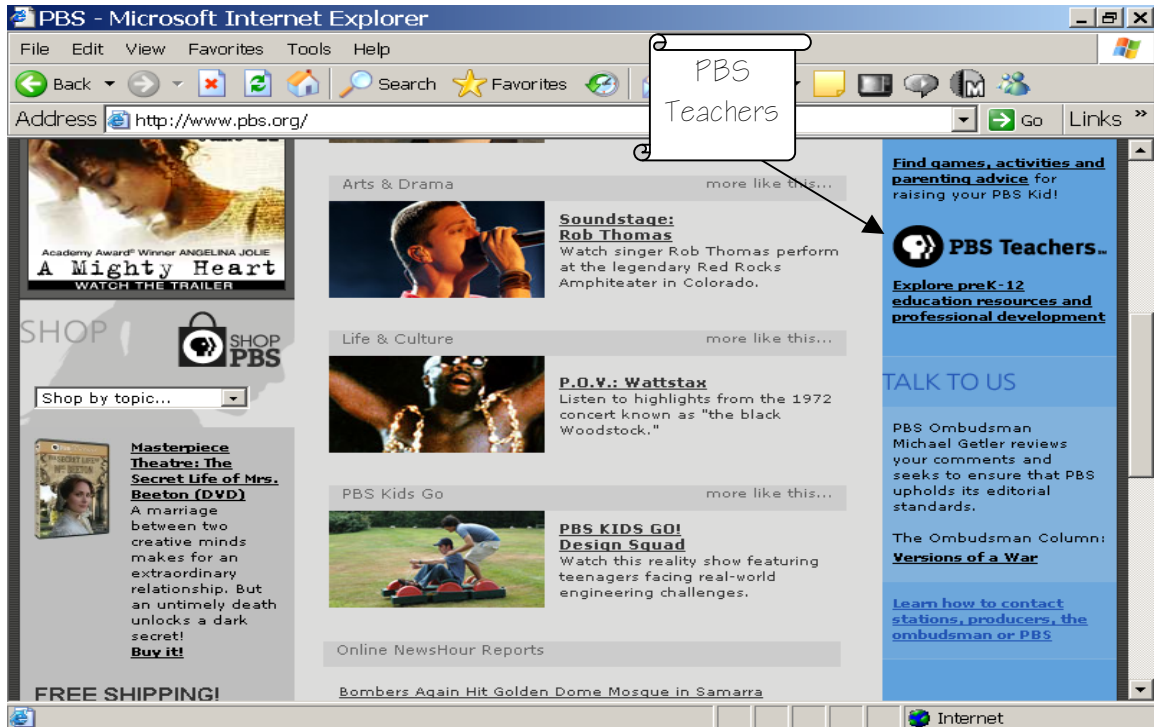 PBS - Microsoft Internet Explorer
File Edit View Favorites Tools Help
Back Search Favorites
PBS
Teachers
Address http://www.pbs.org/ Go Links »
Academy Award® Winner ANGELINA JOLIE
A Mighty Heart
WATCH THE TRAILER
SHOP
SHOP
PBS
Shop by topic...
Masterpiece
Theatre: The
Secret Life of Mrs.
Beeton (DVD)
A marriage
between two
creative minds
makes for an
extraordinary
relationship. But
an untimely death
unlocks a dark
secret!
Buy it!
FREE SHIPPING!
Arts & Drama more like this...
Soundstage:
Rob Thomas
Watch singer Rob Thomas perform
at the legendary Red Rocks
Amphiteater in Colorado.
Life & Culture more like this...
P.O.V.: Wattstax
Listen to highlights from the 1972
concert known as "the black
Woodstock."
PBS Kids Go more like this...
PBS KIDS GO!
Design Squad
Watch this reality show featuring
teenagers facing real-world
engineering challenges.
Online NewsHour Reports
Bombers Again Hit Golden Dome Mosque in Samarra
Find games, activities and
parenting advice for
raising your PBS Kid!
PBS Teachers
Explore preK-12
education resources and
professional development
TALK TO US
PBS Ombudsman
Michael Getler reviews
your comments and
seeks to ensure that PBS
upholds its editorial
standards.
The Ombudsman Column:
Versions of a War
Learn how to contact
stations, producers, the
ombudsman or PBS
Internet